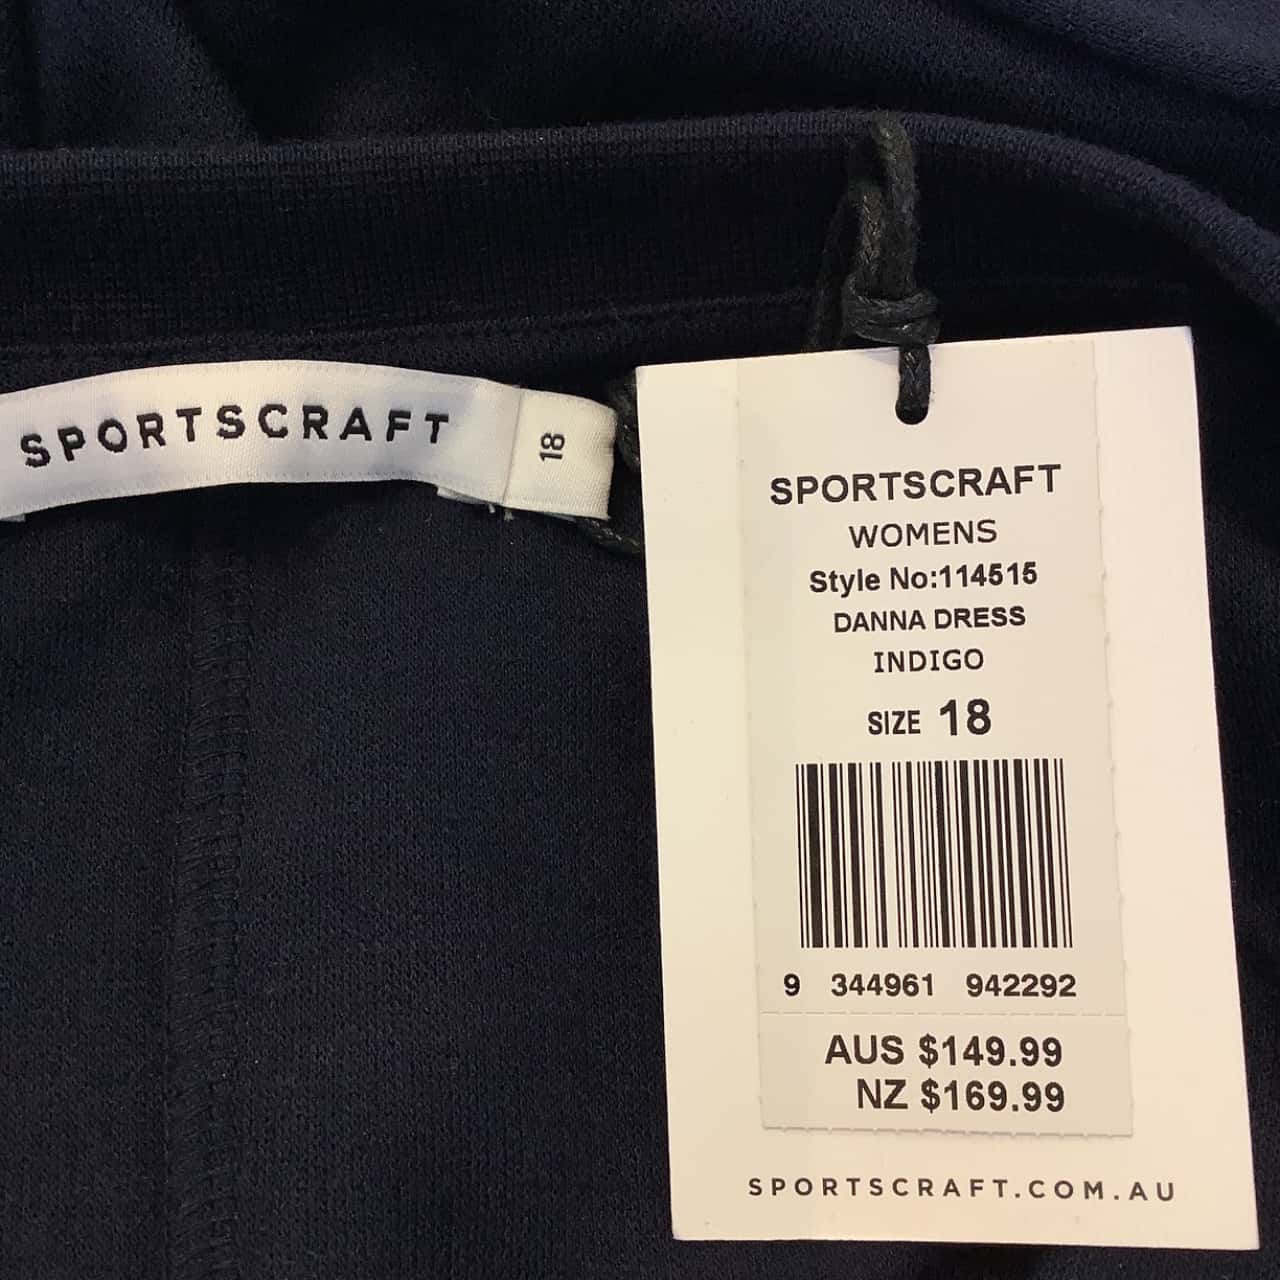 SPORTSCRAFT
18
SPORTSCRAFT
WOMENS
Style No:114515
DANNA DRESS
INDIGO
SIZE 18
9 344961 942292
AUS $149.99
NZ $169.99
SPORTSCRAFT.COM.AU